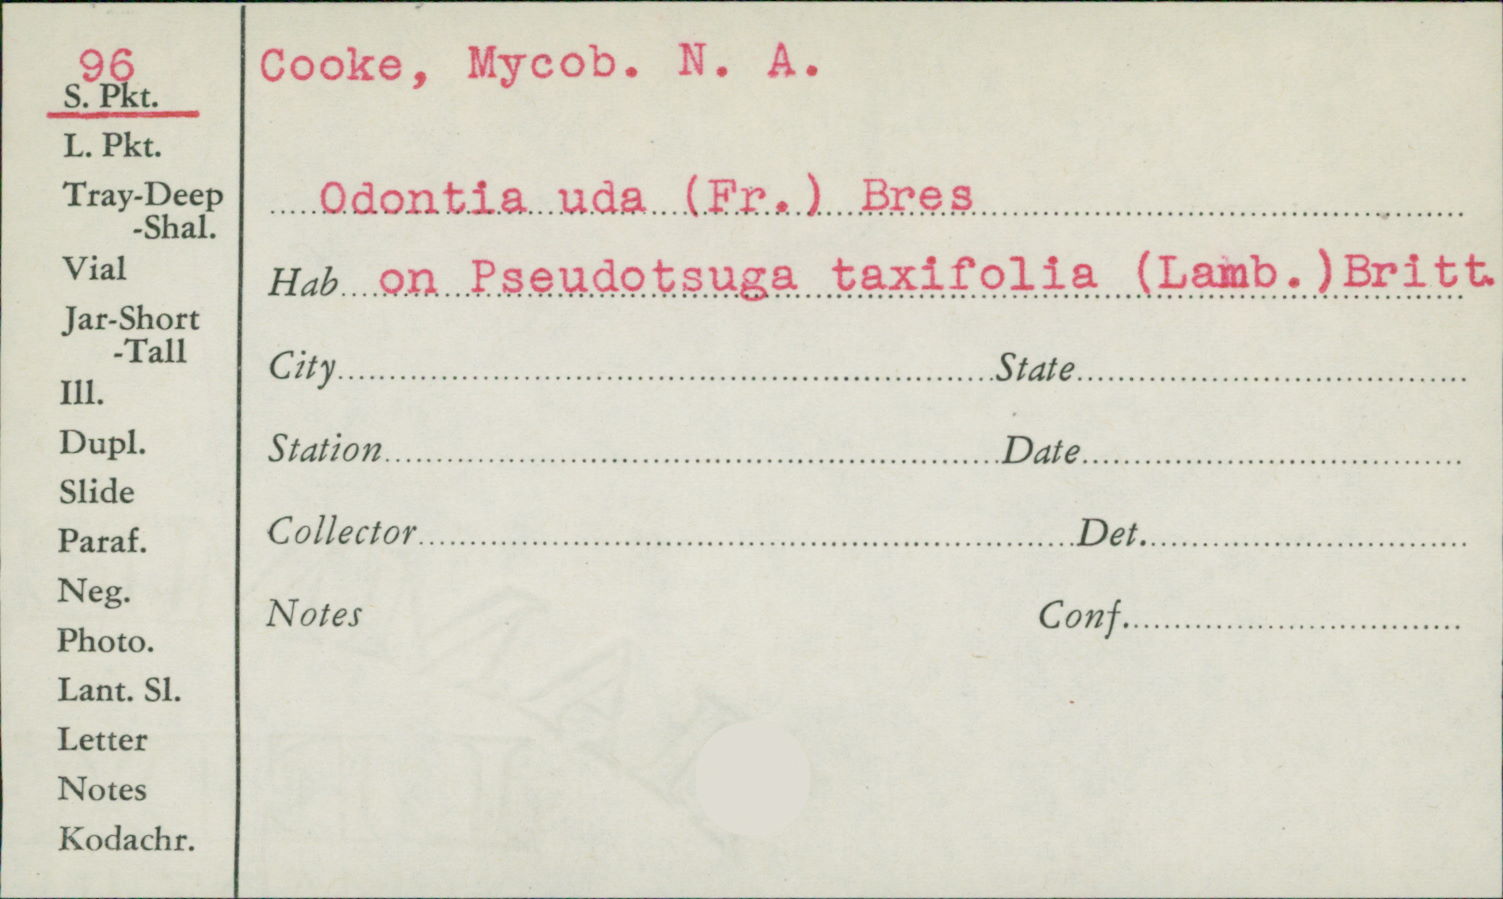 96
S. Pkt.
L. Pkt.
Tray-Deep
-Shal.
Vial
Jar-Short
-Tall
Ill.
Dupl.
Slide
Paraf.
Neg.
Photo.
Lant. Sl.
Letter
Notes
Kodachr.
Cooke, Mycob. N. A.
Odontia uda (Fr.) Bres
Hab on Pseudotsuga taxifolia (Lamb.)Britt.
City State
Station Date
Collector Det.
Notes Conf.